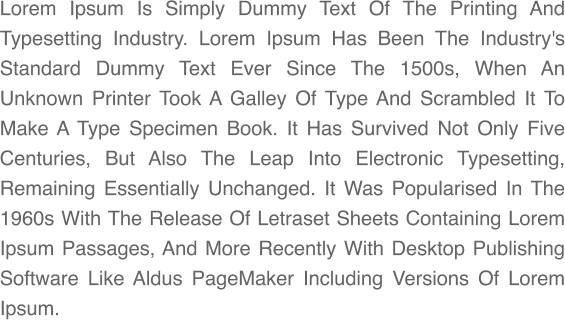 Lorem Ipsum Is Simply Dummy Text Of The Printing And
Typesetting Industry. Lorem Ipsum Has Been The Industry's
Standard Dummy Text Ever Since The 1500s, When An
Unknown Printer Took A Galley Of Type And Scrambled It To
Make A Type Specimen Book. It Has Survived Not Only Five
Centuries, But Also The Leap Into Electronic Typesetting,
Remaining Essentially Unchanged. It Was Popularised In The
1960s With The Release Of Letraset Sheets Containing Lorem
Ipsum Passages, And More Recently With Desktop Publishing
Software Like Aldus PageMaker Including Versions Of Lorem
Ipsum.